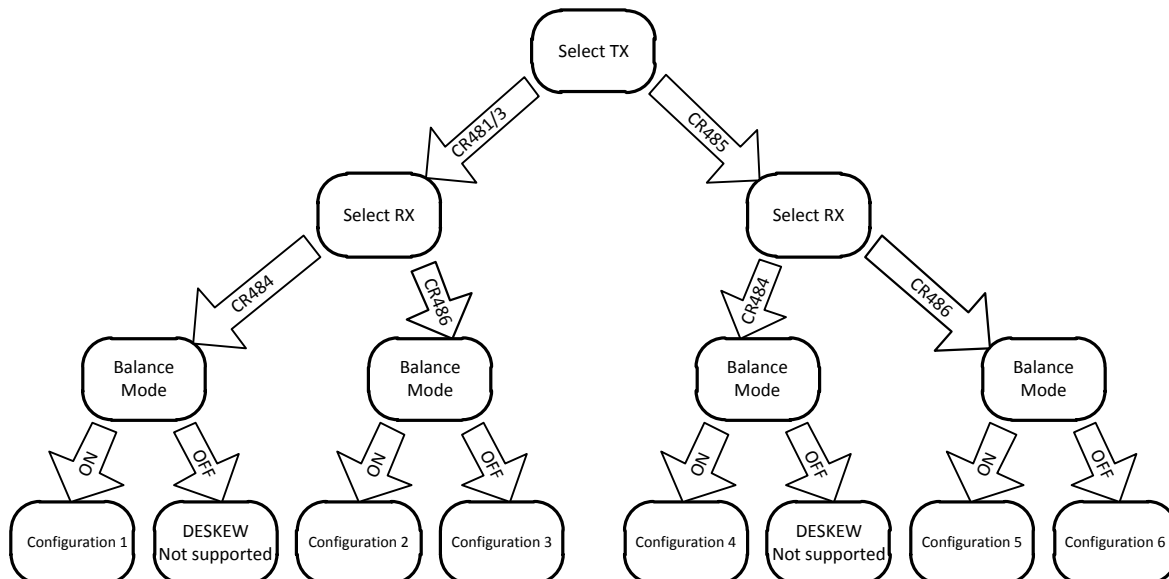 Select TX
CR481/3
CR485
Select RX
Select RX
CR484
CR486
CR484
CR486
Balance
Mode
Balance
Mode
Balance
Mode
Balance
Mode
ON
OFF
ON
OFF
ON
OFF
ON
OFF
Configuration 1
DESKEW
Not supported
Configuration 2
Configuration 3
Configuration 4
DESKEW
Not supported
Configuration 5
Configuration 6